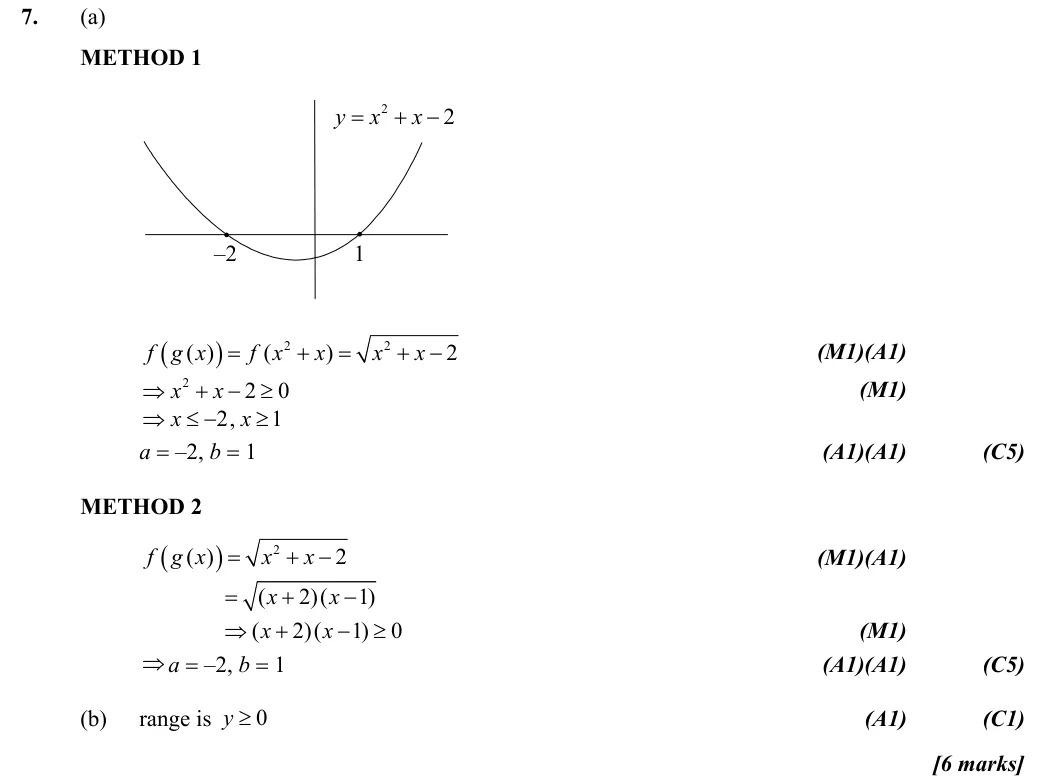 7. (a)
METHOD 1
y = x² + x − 2
–2 1
f(g(x)) = f(x² + x) = √(x² + x − 2) (M1)(A1)
⇒ x² + x − 2 ≥ 0 (M1)
⇒ x ≤ −2, x ≥ 1
a = –2, b = 1 (A1)(A1) (C5)
METHOD 2
f(g(x)) = √(x² + x − 2) (M1)(A1)
= √((x + 2)(x − 1))
⇒ (x + 2)(x − 1) ≥ 0 (M1)
⇒ a = –2, b = 1 (A1)(A1) (C5)
(b) range is y ≥ 0 (A1) (C1)
[6 marks]